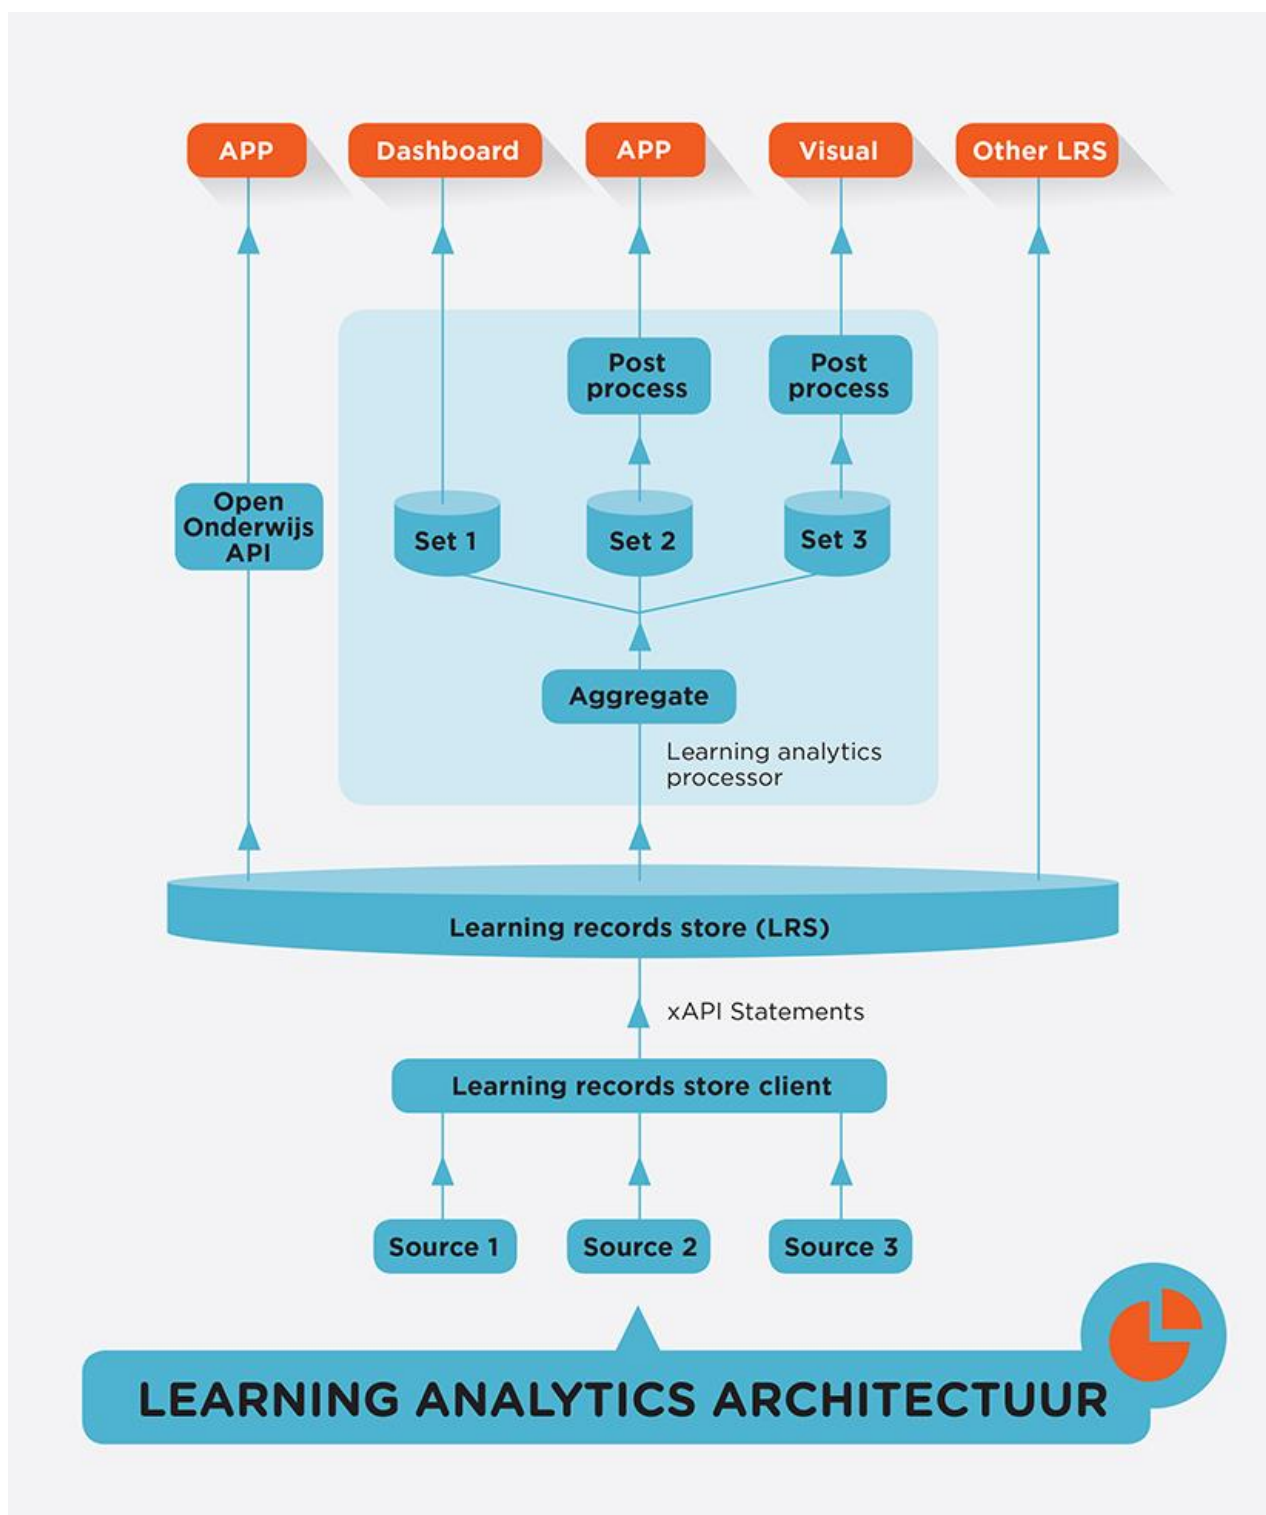 APP
Dashboard
APP
Visual
Other LRS
Post
process
Post
process
Open
Onderwijs
API
Set 1
Set 2
Set 3
Aggregate
Learning analytics
processor
Learning records store (LRS)
xAPI Statements
Learning records store client
Source 1
Source 2
Source 3
LEARNING ANALYTICS ARCHITECTUUR